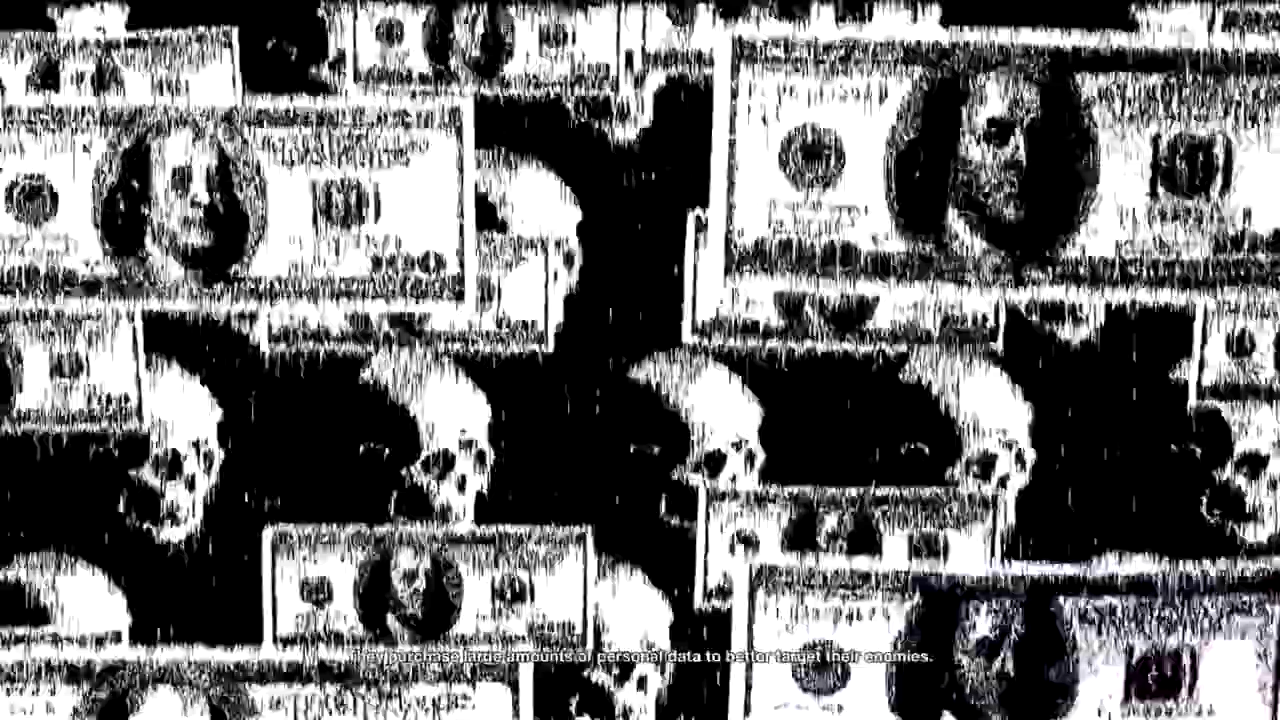 They purchase large amounts of personal data to better target their enemies.